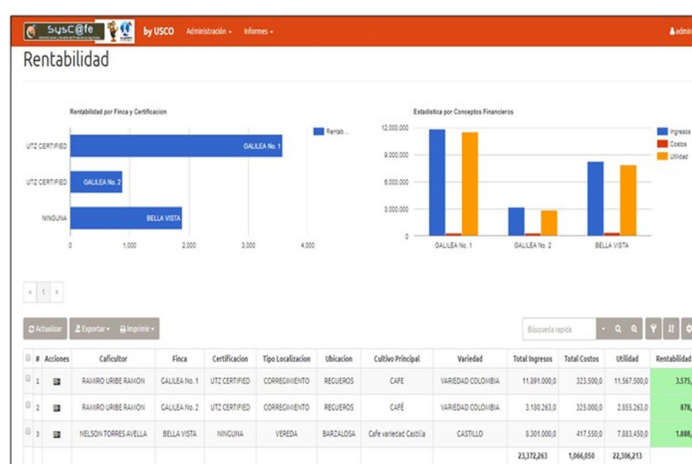 SysC@fe by USCO Administración Informes admin
Rentabilidad
Rentabilidad por Finca y Certificacion
UTZ CERTIFIED GALILEA No. 1
UTZ CERTIFIED GALILEA No. 2
NINGUNA BELLA VISTA
0 1,000 2,000 3,000 4,000
Rentab...
Estadística por Conceptos Financieros
12,000,000
9,000,000
6,000,000
3,000,000
0
GALILEA No. 1 GALILEA No. 2 BELLA VISTA
Ingresos
Costos
Utilidad
« 1 »
Actualizar Exportar Imprimir Búsqueda rapida
# Acciones Caficultor Finca Certificacion Tipo Localizacion Ubicacion Cultivo Principal Variedad Total Ingresos Total Costos Utilidad Rentabilidad
1 RAMIRO URIBE RAMON GALILEA No. 1 UTZ CERTIFIED CORREGIMIENTO REGUEROS CAFE VARIEDAD COLOMBIA 11.891.000,0 323.500,0 11.567.500,0 3.575,
2 RAMIRO URIBE RAMON GALILEA No. 2 UTZ CERTIFIED CORREGIMIENTO REGUEROS CAFÉ VARIEDAD COLOMBIA 3.180.263,0 325.000,0 2.855.263,0 878,
3 NELSON TORRES AVELLA BELLA VISTA NINGUNA VEREDA BARZALOSA Cafe variedad Castilla CASTILLO 8.301.000,0 417.550,0 7.883.450,0 1.888,
23,372,263 1,066,050 22,306,213